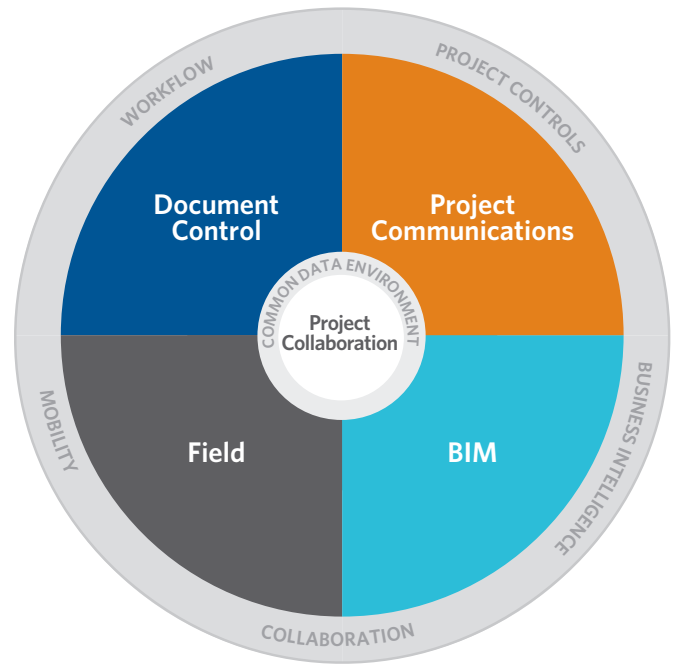 WORKFLOW
PROJECT CONTROLS
Document
Control
Project
Communications
COMMON DATA ENVIRONMENT
Project
Collaboration
MOBILITY
BUSINESS INTELLIGENCE
Field
BIM
COLLABORATION